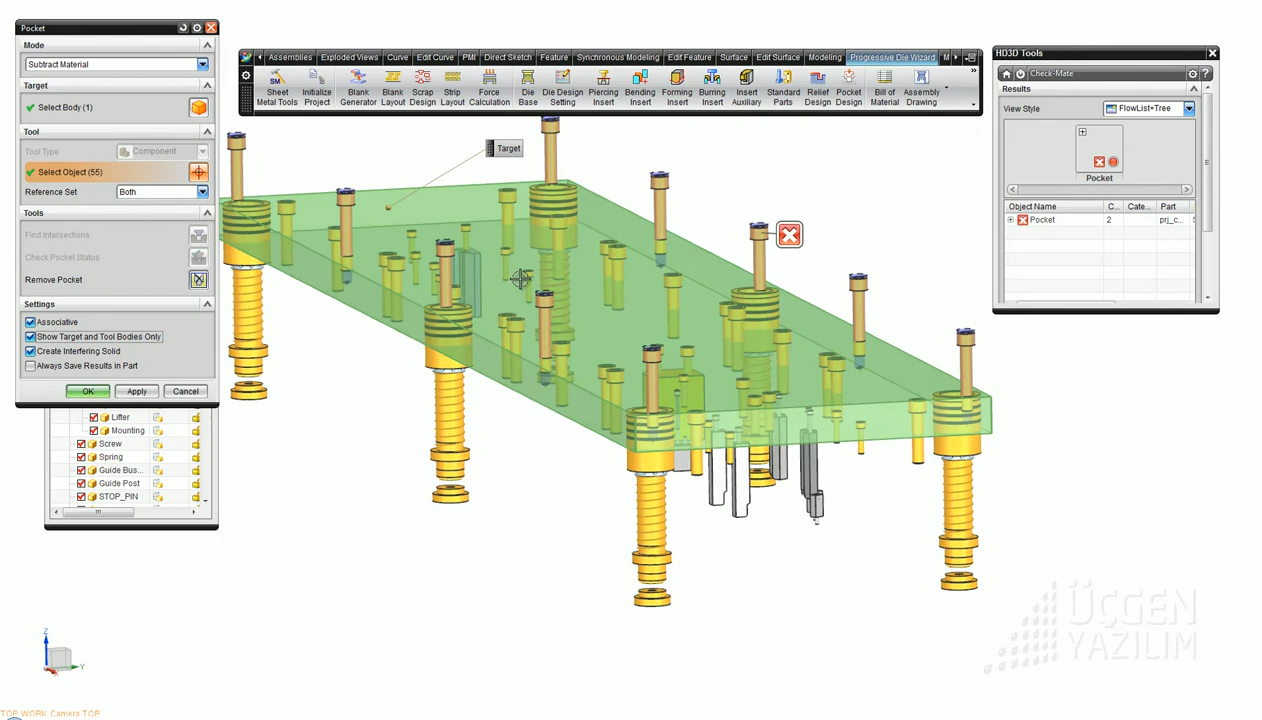 Pocket
Mode
Subtract Material
Target
Select Body (1)
Tool
Tool Type
Component
Select Object (55)
Reference Set
Both
Tools
Find Intersections
Check Pocket Status
Remove Pocket
Settings
Associative
Show Target and Tool Bodies Only
Create Interfering Solid
Always Save Results in Part
OK Apply Cancel
Lifter
Mounting
Screw
Spring
Guide Bus...
Guide Post
STOP_PIN
Assemblies Exploded Views Curve Edit Curve PMI Direct Sketch Feature Synchronous Modeling Edit Feature Surface Edit Surface Modeling Progressive Die Wizard M
Sheet Metal Tools
Initialize Project
Blank Generator
Blank Layout
Scrap Design
Strip Layout
Force Calculation
Die Base
Die Design Setting
Piercing Insert
Bending Insert
Forming Insert
Burring Insert
Insert Auxiliary
Standard Parts
Relief Design
Pocket Design
Bill of Material
Assembly Drawing
Target
HD3D Tools
Check-Mate
Results
View Style
FlowList+Tree
Pocket
Object Name C... Cate... Part
Pocket 2 prj_c...
ÜÇGEN
YAZILIM
Z
Y
X
TOP WORK Camera TOP